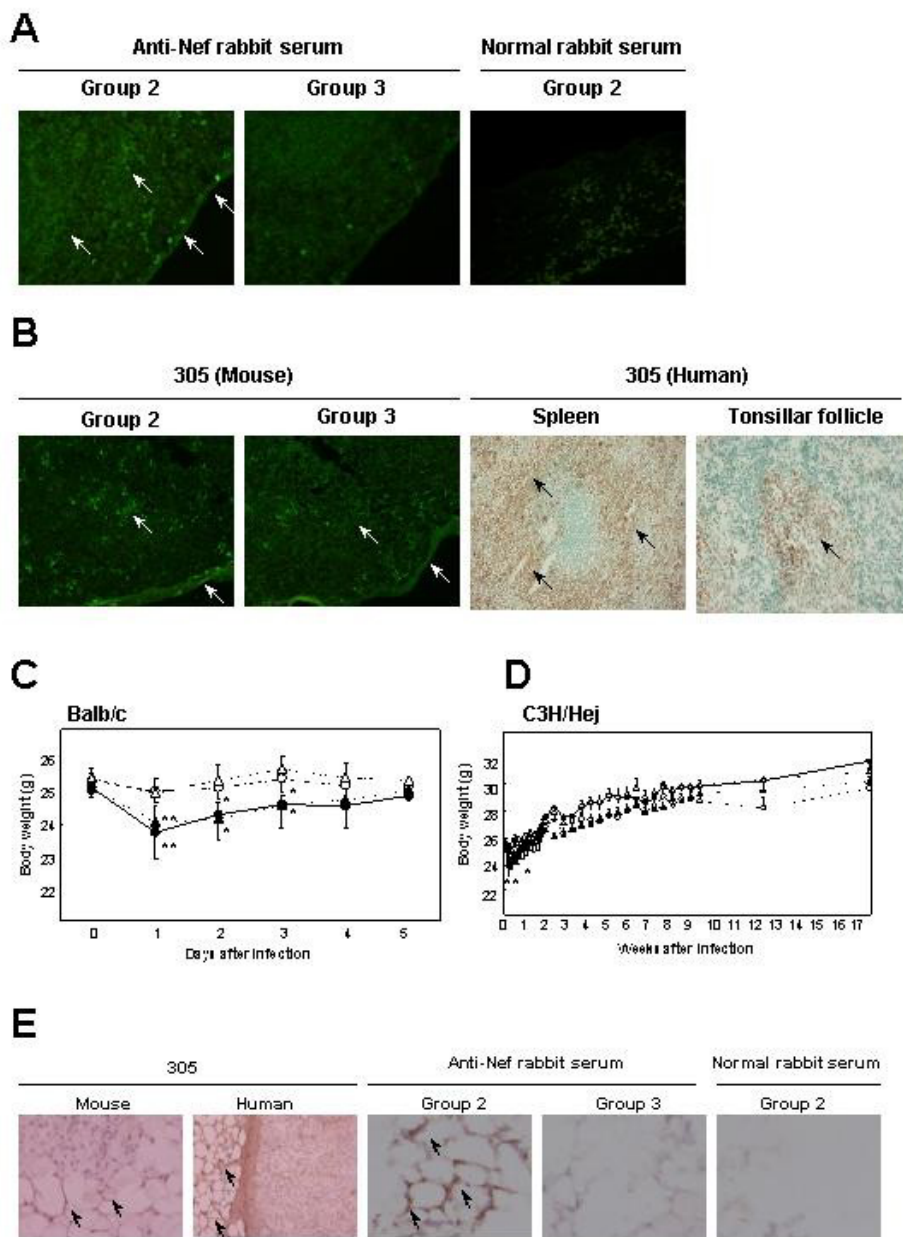 A
Anti-Nef rabbit serum
Normal rabbit serum
Group 2
Group 3
Group 2
B
305 (Mouse)
305 (Human)
Group 2
Group 3
Spleen
Tonsillar follicle
C
Balb/c
Body weight (g)
26
25
24
23
22
0 1 2 3 4 5
Days after infection
D
C3H/Hej
Body weight (g)
32
30
28
26
24
22
0 1 2 3 4 5 6 7 8 9 10 11 12 13 14 15 16 17
Weeks after infection
E
305
Anti-Nef rabbit serum
Normal rabbit serum
Mouse
Human
Group 2
Group 3
Group 2